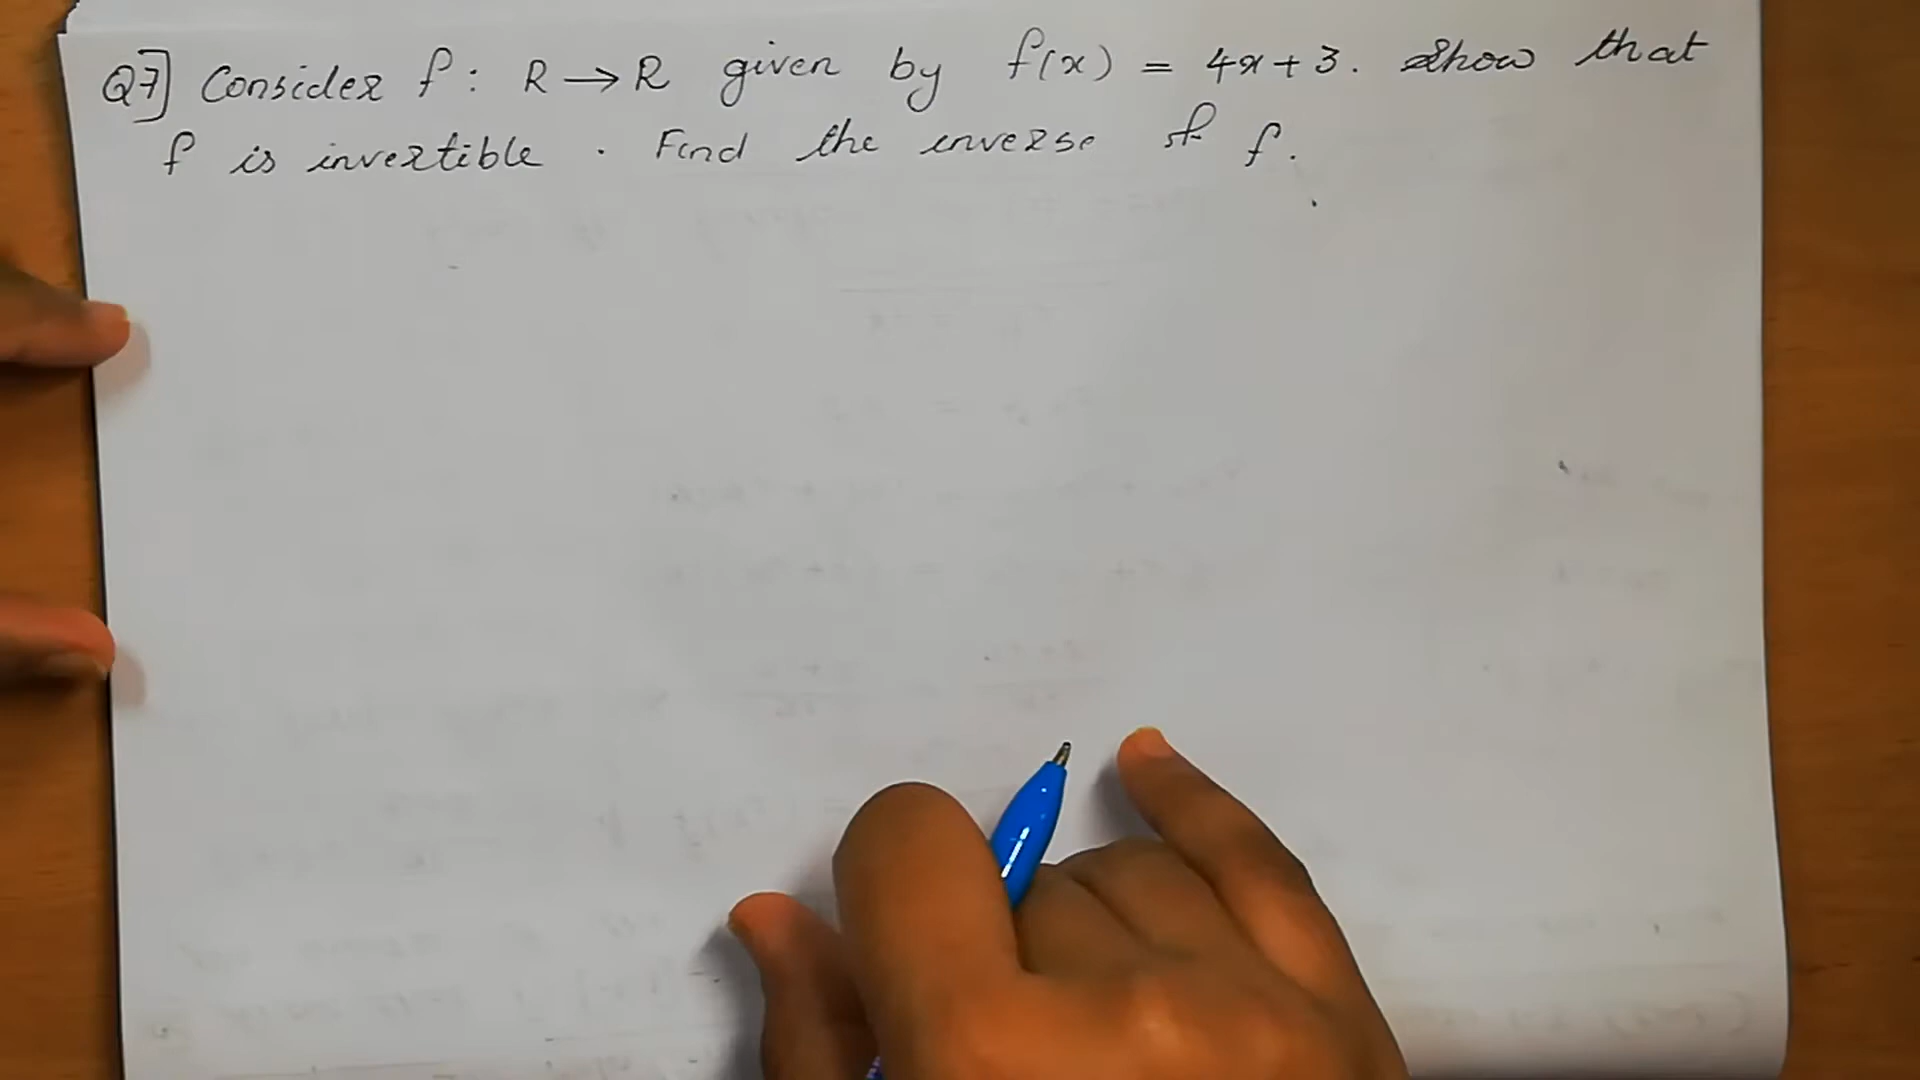 Q7] Consider f : R → R given by f(x) = 4x + 3. Show that
f is invertible . Find the inverse of f.